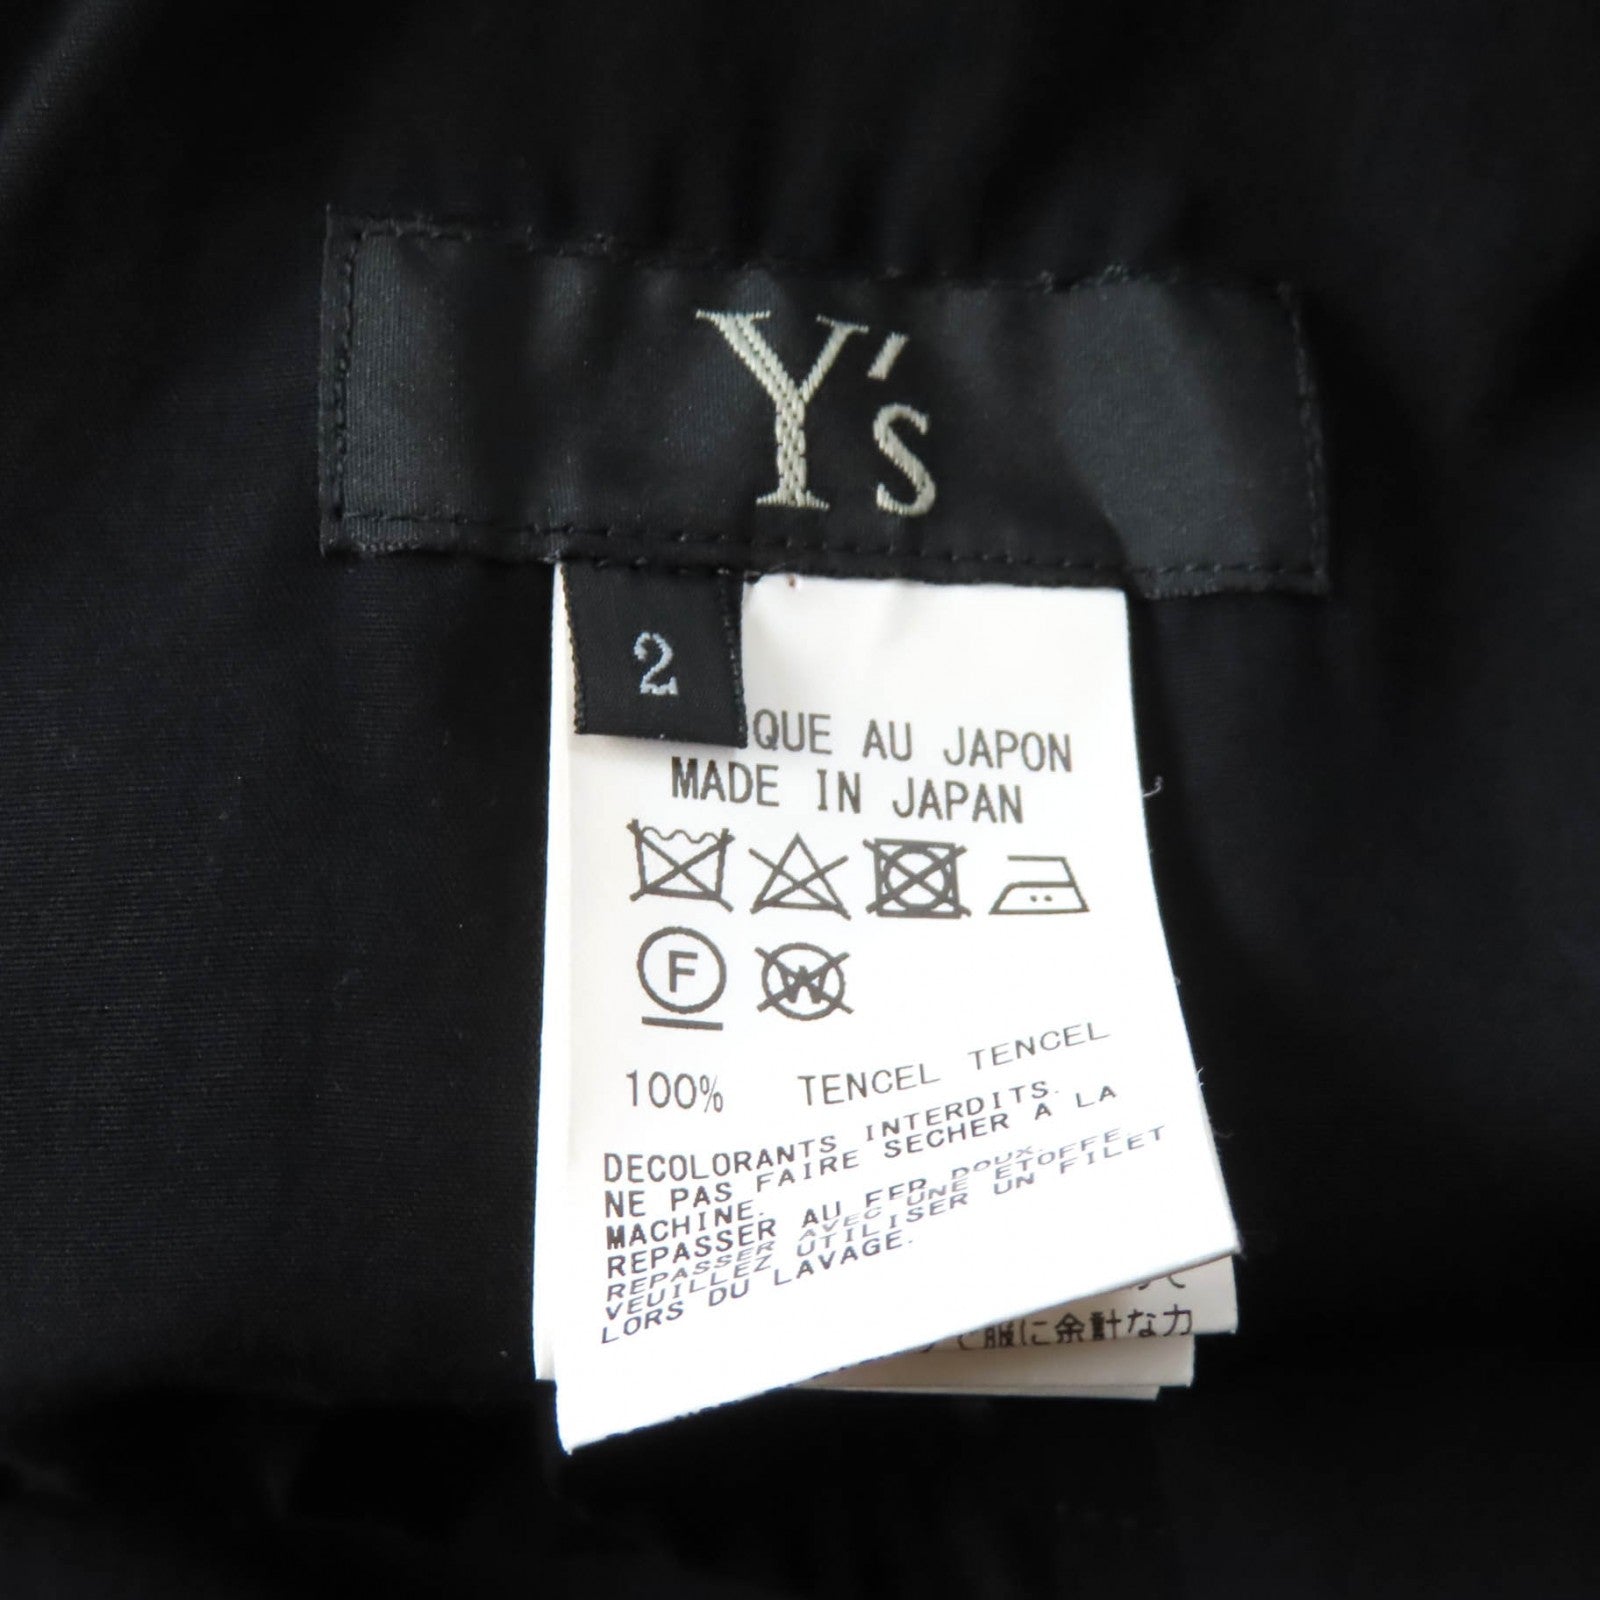 Y's
2
QUE AU JAPON
MADE IN JAPAN
F
W
100% TENCEL TENCEL
DECOLORANTS INTERDITS.
NE PAS FAIRE SECHER A LA
MACHINE.
REPASSER AU FER DOUX.
REPASSER AVEC UNE ETOFFE.
VEUILLEZ UTILISER UN FILET
LORS DU LAVAGE.
服に余計な力